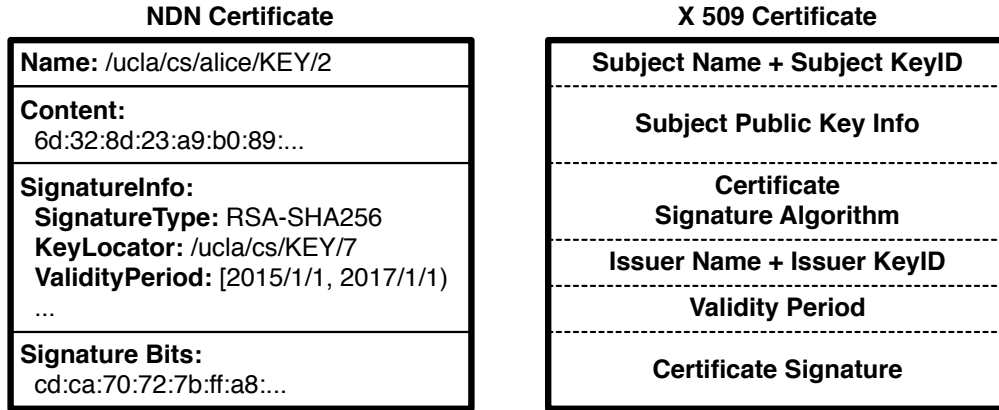 NDN Certificate
Name: /ucla/cs/alice/KEY/2
Content:
6d:32:8d:23:a9:b0:89:...
SignatureInfo:
SignatureType: RSA-SHA256
KeyLocator: /ucla/cs/KEY/7
ValidityPeriod: [2015/1/1, 2017/1/1)
...
Signature Bits:
cd:ca:70:72:7b:ff:a8:...
X 509 Certificate
Subject Name + Subject KeyID
Subject Public Key Info
Certificate
Signature Algorithm
Issuer Name + Issuer KeyID
Validity Period
Certificate Signature